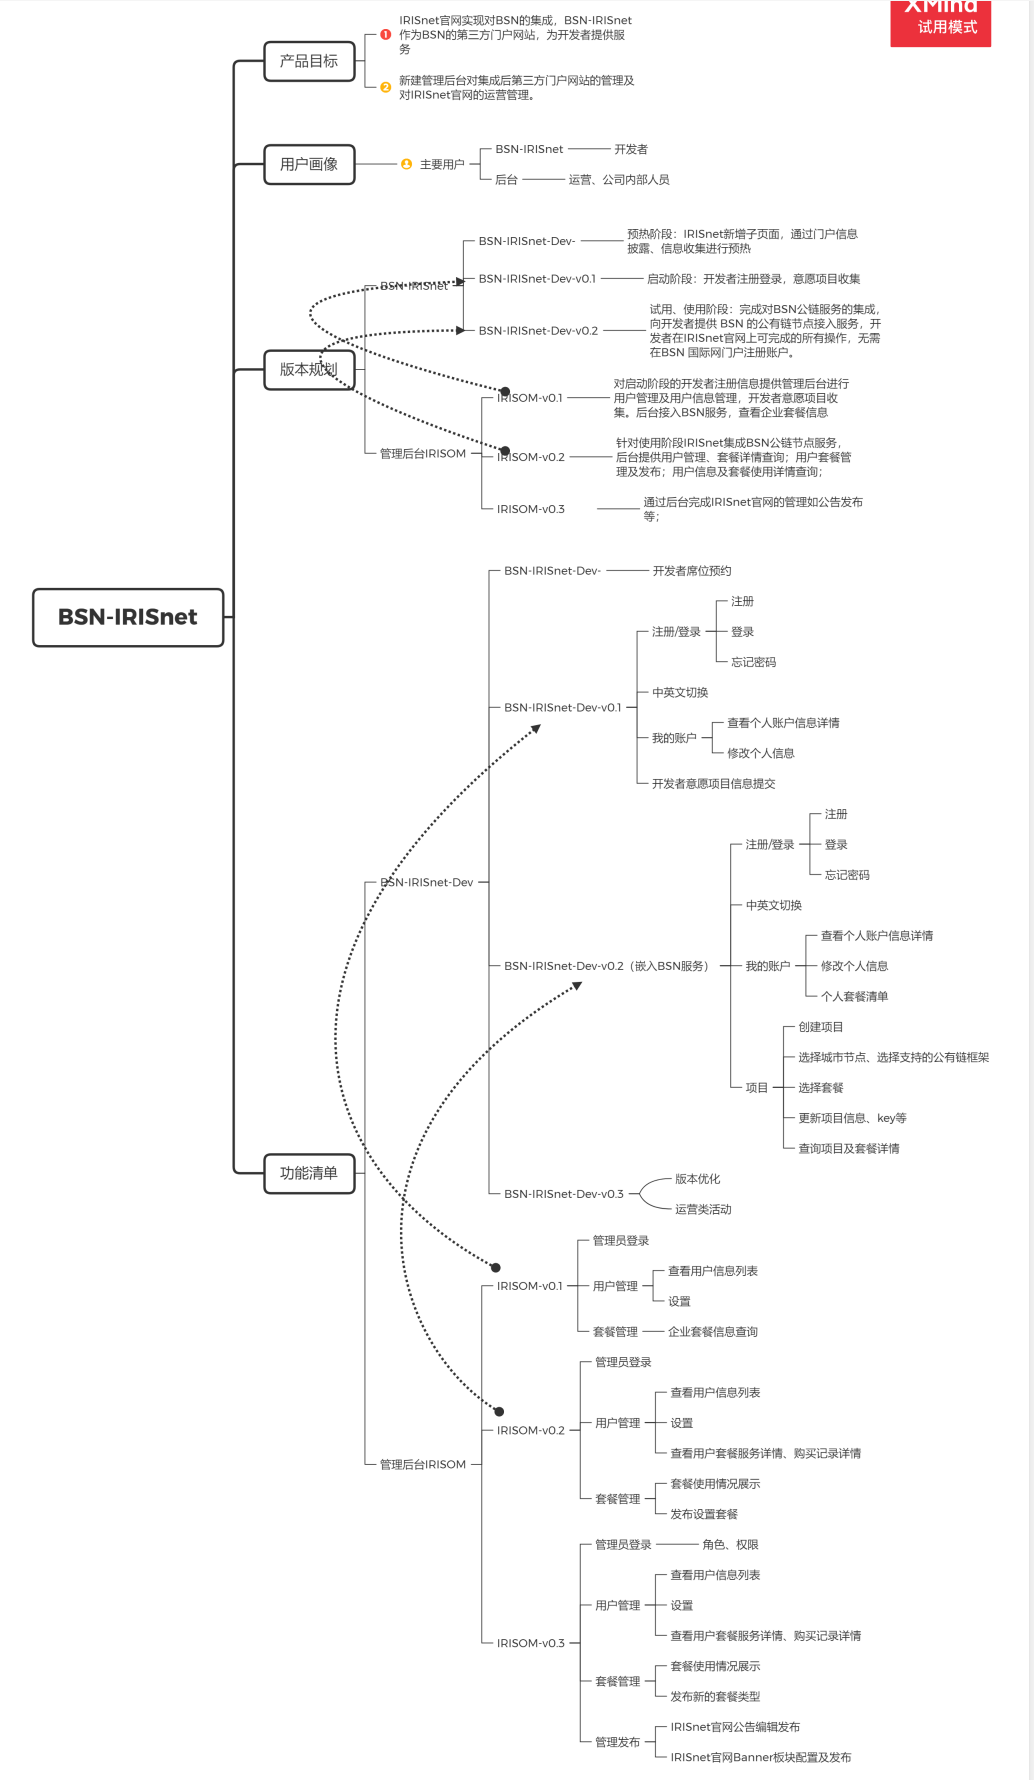 XMind
试用模式
产品目标
IRISnet官网实现对BSN的集成，BSN-IRISnet
作为BSN的第三方门户网站，为开发者提供服
务
新建管理后台对集成后第三方门户网站的管理及
对IRISnet官网的运营管理。
用户画像
主要用户
BSN-IRISnet
开发者
后台
运营、公司内部人员
版本规划
BSN-IRISnet
BSN-IRISnet-Dev-
预热阶段：IRISnet新增子页面，通过门户信息
披露、信息收集进行预热
BSN-IRISnet-Dev-v0.1
启动阶段：开发者注册登录，意愿项目收集
BSN-IRISnet-Dev-v0.2
试用、使用阶段：完成对BSN公链服务的集成，
向开发者提供 BSN 的公有链节点接入服务，开
发者在IRISnet官网上可完成的所有操作，无需
在BSN 国际网门户注册账户。
管理后台IRISOM
IRISOM-v0.1
对启动阶段的开发者注册信息提供管理后台进行
用户管理及用户信息管理，开发者意愿项目收
集。后台接入BSN服务，查看企业套餐信息
IRISOM-v0.2
针对使用阶段IRISnet集成BSN公链节点服务，
后台提供用户管理、套餐详情查询；用户套餐管
理及发布；用户信息及套餐使用详情查询；
IRISOM-v0.3
通过后台完成IRISnet官网的管理如公告发布
等；
BSN-IRISnet
功能清单
BSN-IRISnet-Dev
BSN-IRISnet-Dev-
开发者席位预约
BSN-IRISnet-Dev-v0.1
注册/登录
注册
登录
忘记密码
中英文切换
我的账户
查看个人账户信息详情
修改个人信息
开发者意愿项目信息提交
BSN-IRISnet-Dev-v0.2（嵌入BSN服务）
注册/登录
注册
登录
忘记密码
中英文切换
我的账户
查看个人账户信息详情
修改个人信息
个人套餐清单
项目
创建项目
选择城市节点、选择支持的公有链框架
选择套餐
更新项目信息、key等
查询项目及套餐详情
BSN-IRISnet-Dev-v0.3
版本优化
运营类活动
管理后台IRISOM
IRISOM-v0.1
管理员登录
用户管理
查看用户信息列表
设置
套餐管理
企业套餐信息查询
IRISOM-v0.2
管理员登录
用户管理
查看用户信息列表
设置
查看用户套餐服务详情、购买记录详情
套餐管理
套餐使用情况展示
发布设置套餐
IRISOM-v0.3
管理员登录
角色、权限
用户管理
查看用户信息列表
设置
查看用户套餐服务详情、购买记录详情
套餐管理
套餐使用情况展示
发布新的套餐类型
管理发布
IRISnet官网公告编辑发布
IRISnet官网Banner板块配置及发布